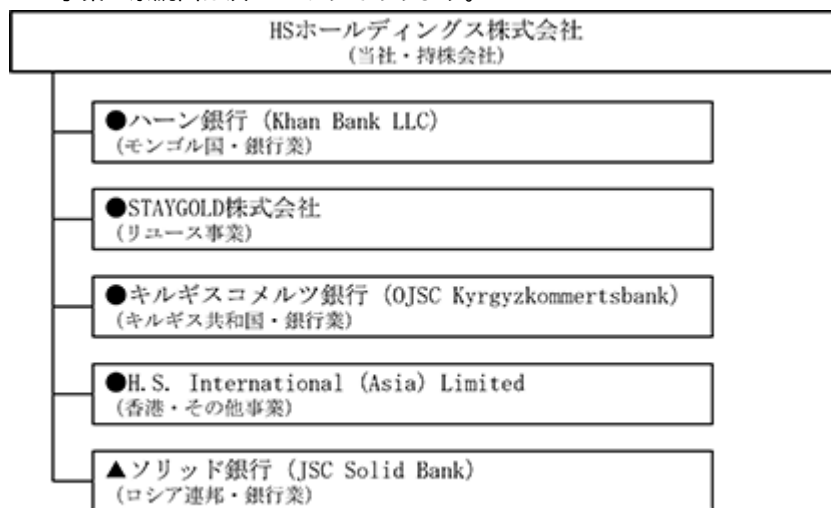 HSホールディングス株式会社
(当社・持株会社)
●ハーン銀行 (Khan Bank LLC)
(モンゴル国・銀行業)
●STAYGOLD株式会社
(リユース事業)
●キルギスコメルツ銀行 (OJSC Kyrgyzkommertsbank)
(キルギス共和国・銀行業)
●H.S. International (Asia) Limited
(香港・その他事業)
▲ソリッド銀行 (JSC Solid Bank)
(ロシア連邦・銀行業)